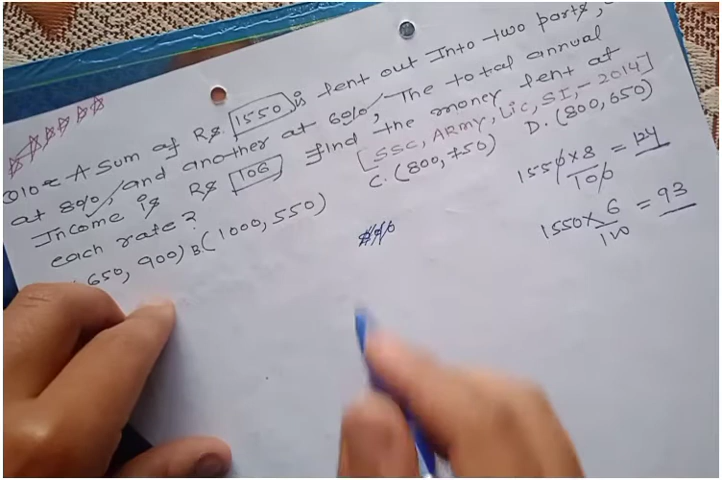 Q10 A Sum of Rs. 1550 is lent out Into two parts,
at 8% and another at 6%, The total annual
Income is Rs 106 find the money lent at
each rate? [SSC, ARmy, Lic, SI, - 2014]
650, 900) B(1000, 550) C. (800, 750) D. (800, 650)
1550×8/100 = 124
1550×6/100 = 93